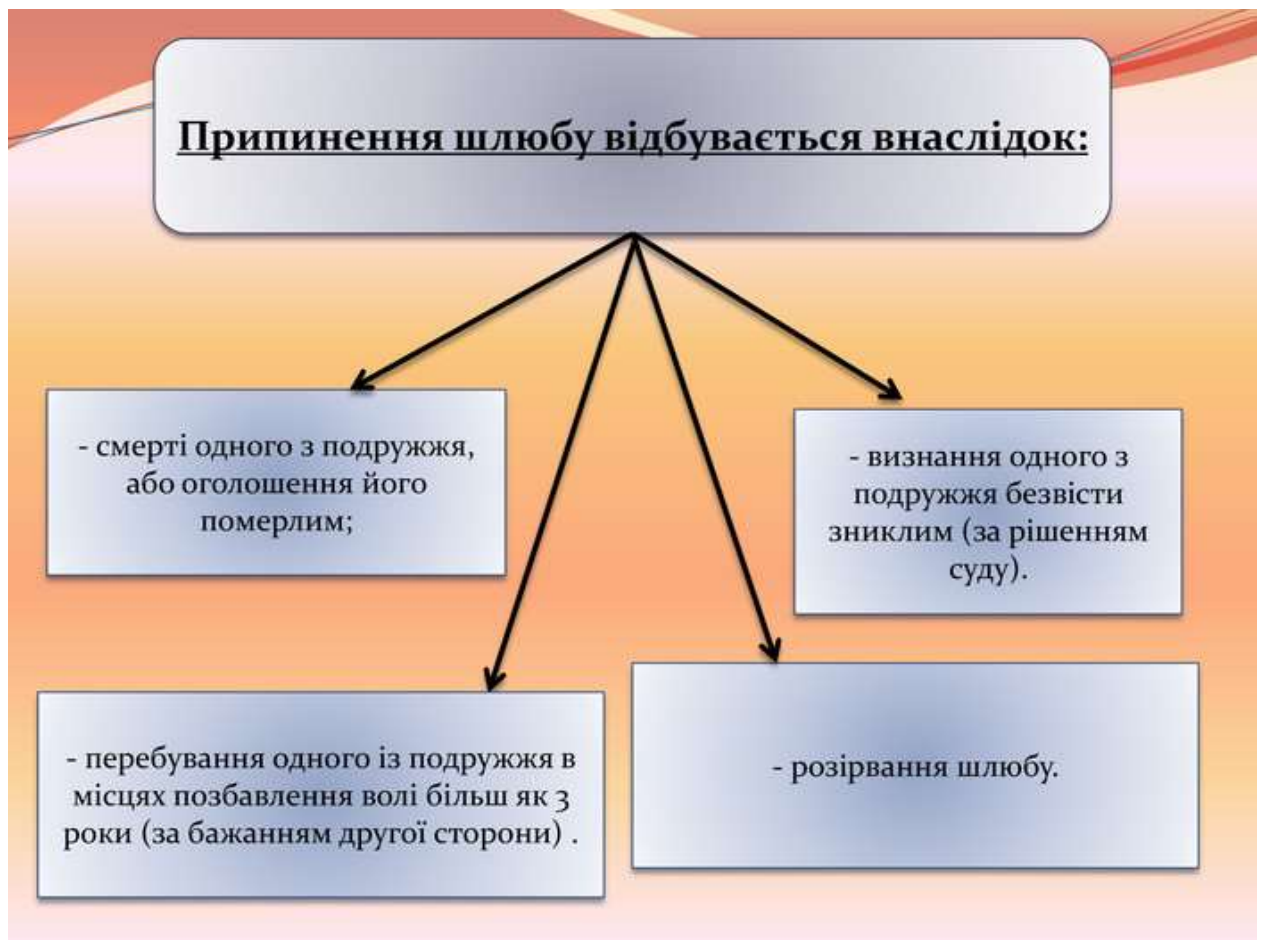 Припинення шлюбу відбувається внаслідок:
- смерті одного з подружжя,
або оголошення його
померлим;
- визнання одного з
подружжя безвісти
зниклим (за рішенням
суду).
- перебування одного із подружжя в
місцях позбавлення волі більш як 3
роки (за бажанням другої сторони) .
- розірвання шлюбу.